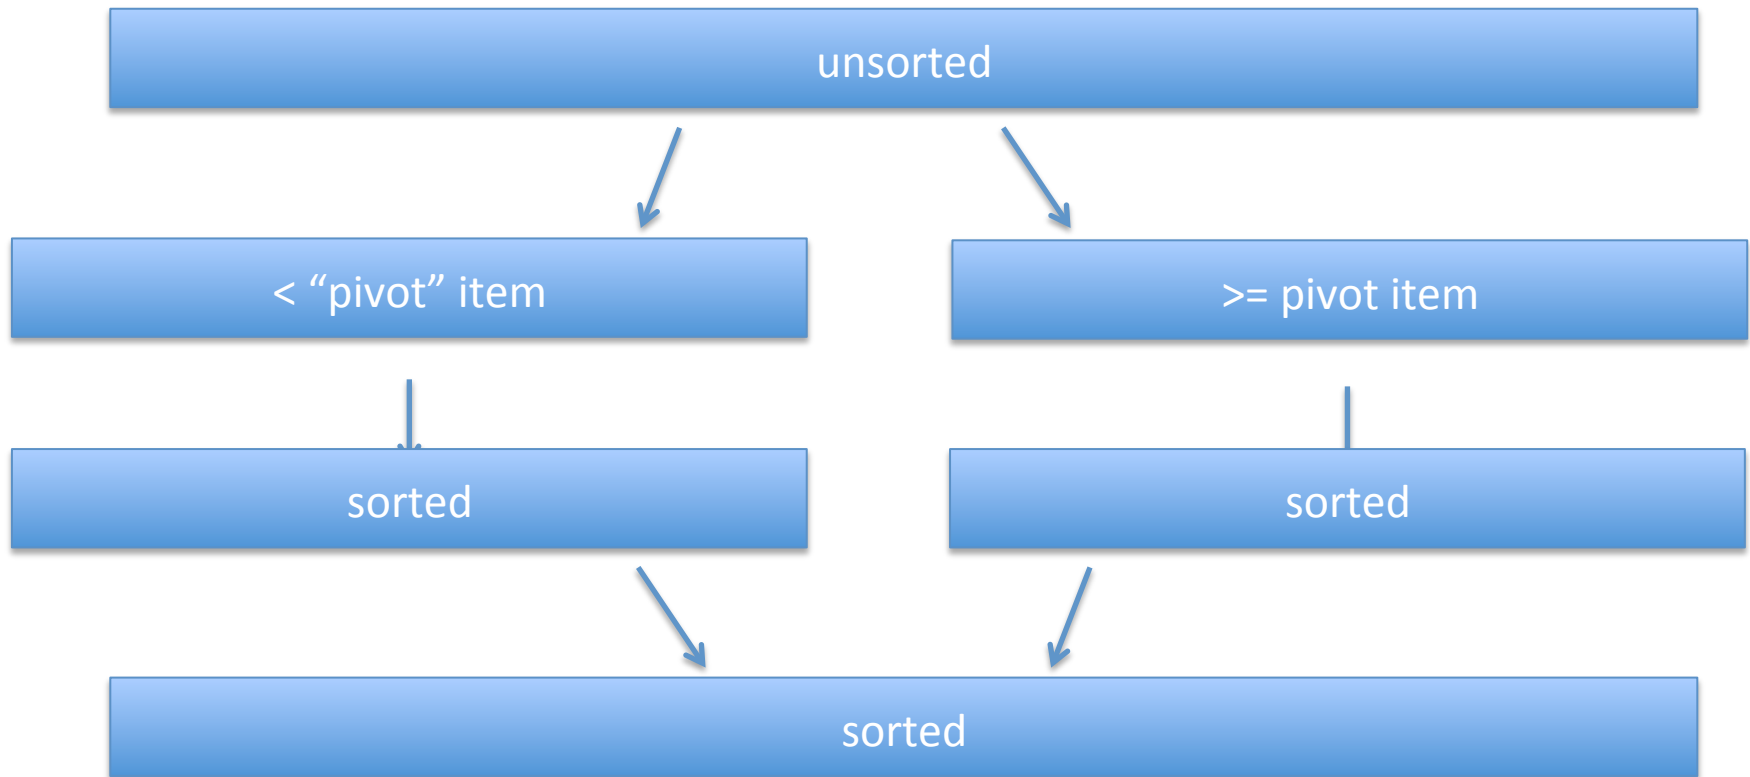 unsorted
< “pivot” item
>= pivot item
sorted
sorted
sorted